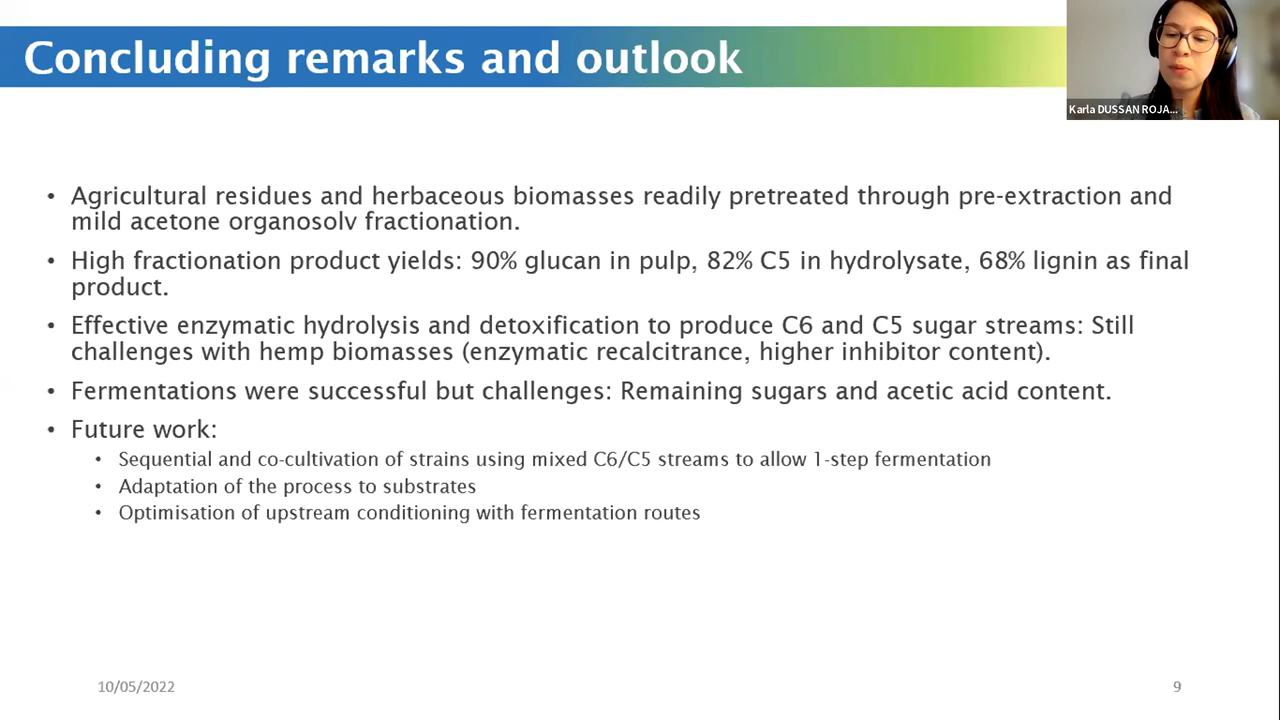 Concluding remarks and outlook
Karla DUSSAN ROJA...
• Agricultural residues and herbaceous biomasses readily pretreated through pre-extraction and
mild acetone organosolv fractionation.
• High fractionation product yields: 90% glucan in pulp, 82% C5 in hydrolysate, 68% lignin as final
product.
• Effective enzymatic hydrolysis and detoxification to produce C6 and C5 sugar streams: Still
challenges with hemp biomasses (enzymatic recalcitrance, higher inhibitor content).
• Fermentations were successful but challenges: Remaining sugars and acetic acid content.
• Future work:
• Sequential and co-cultivation of strains using mixed C6/C5 streams to allow 1-step fermentation
• Adaptation of the process to substrates
• Optimisation of upstream conditioning with fermentation routes
10/05/2022
9